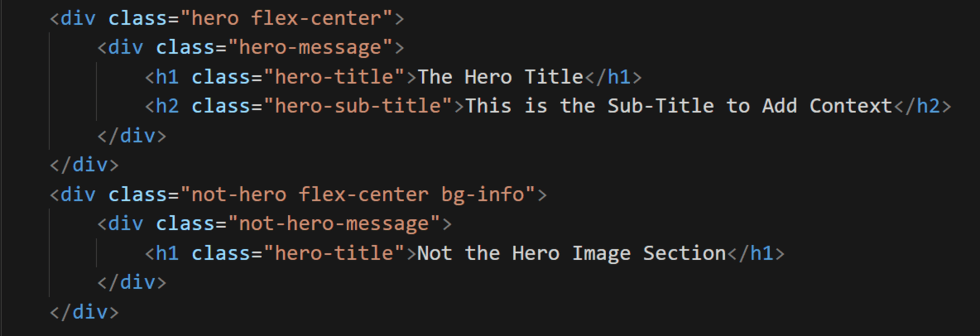 <div class="hero flex-center">
<div class="hero-message">
<h1 class="hero-title">The Hero Title</h1>
<h2 class="hero-sub-title">This is the Sub-Title to Add Context</h2>
</div>
</div>
<div class="not-hero flex-center bg-info">
<div class="not-hero-message">
<h1 class="hero-title">Not the Hero Image Section</h1>
</div>
</div>